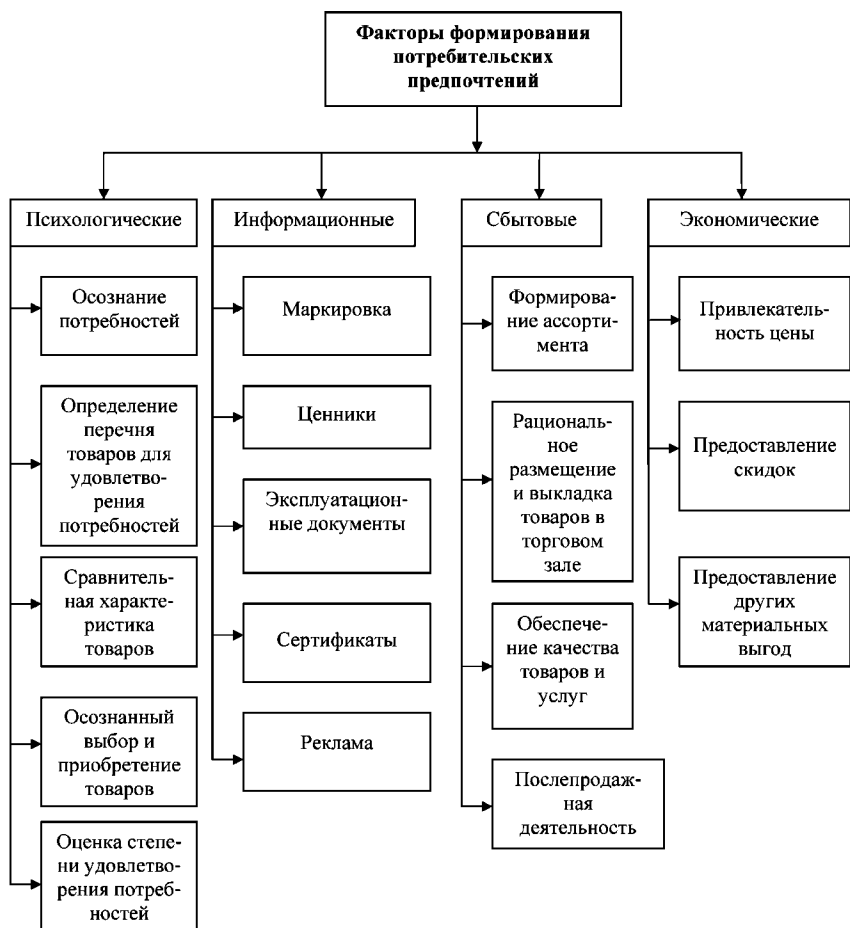 Факторы формирования
потребительских
предпочтений
Психологические
Осознание
потребностей
Определение
перечня
товаров для
удовлетво-
рения
потребностей
Сравнитель-
ная характе-
ристика
товаров
Осознанный
выбор и
приобретение
товаров
Оценка степе-
ни удовлетво-
рения потреб-
ностей
Информационные
Маркировка
Ценники
Эксплуатацион-
ные документы
Сертификаты
Реклама
Сбытовые
Формирова-
ние ассорти-
мента
Рациональ-
ное
размещение
и выкладка
товаров в
торговом
зале
Обеспече-
ние качества
товаров и
услуг
Послепродаж-
ная
деятельность
Экономические
Привлекатель-
ность цены
Предоставление
скидок
Предоставление
других
материальных
выгод